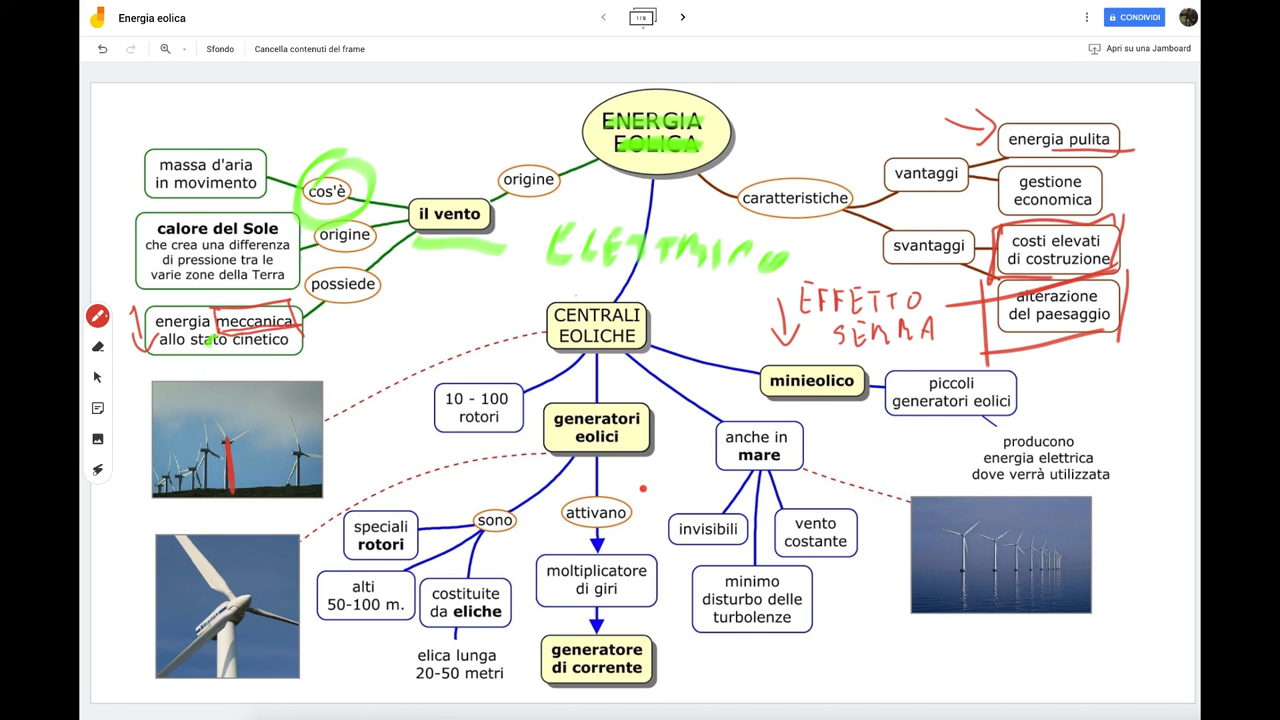 Energia eolica
1/8
CONDIVIDI
Sfondo
Cancella contenuti del frame
Apri su una Jamboard
ENERGIA
EOLICA
origine
il vento
cos'è
massa d'aria
in movimento
origine
calore del Sole
che crea una differenza
di pressione tra le
varie zone della Terra
possiede
energia meccanica
allo stato cinetico
caratteristiche
vantaggi
energia pulita
gestione
economica
svantaggi
costi elevati
di costruzione
alterazione
del paesaggio
ELETTRICO
EFFETTO
SERRA
CENTRALI
EOLICHE
10 - 100
rotori
generatori
eolici
anche in
mare
minieolico
piccoli
generatori eolici
producono
energia elettrica
dove verrà utilizzata
sono
speciali
rotori
alti
50-100 m.
costituite
da eliche
elica lunga
20-50 metri
attivano
moltiplicatore
di giri
generatore
di corrente
invisibili
minimo
disturbo delle
turbolenze
vento
costante